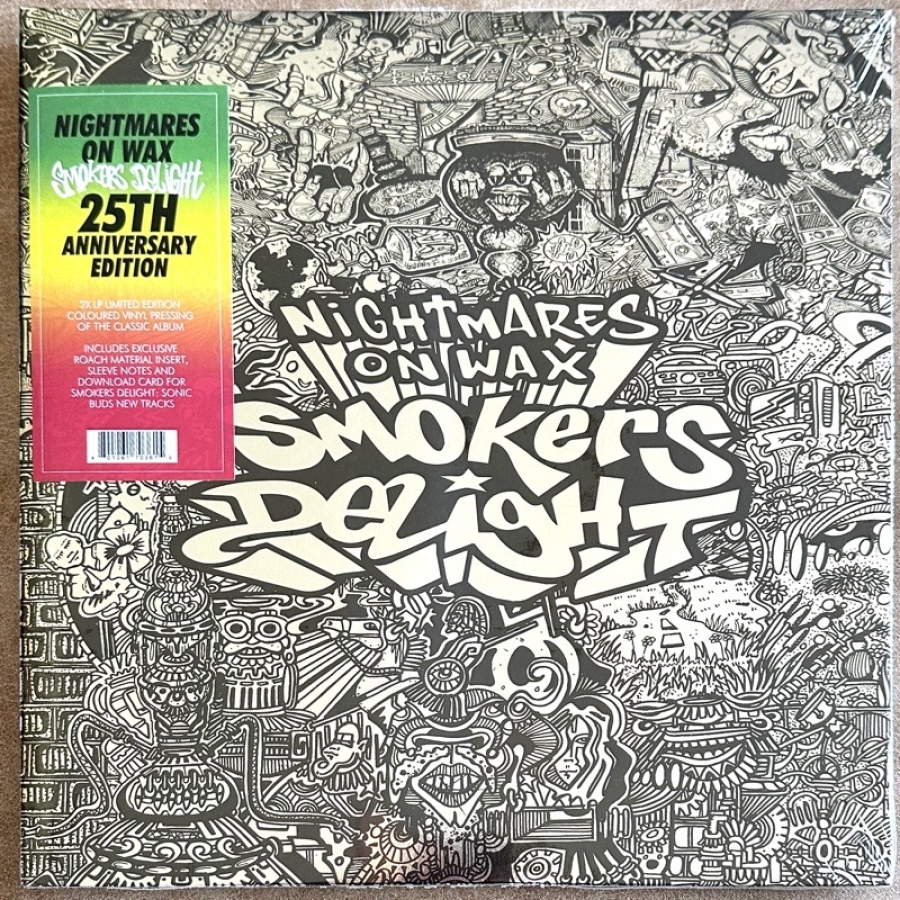 NIGHTMARES
ON WAX
SMOKERS DELIGHT
25TH
ANNIVERSARY
EDITION
2X LP LIMITED EDITION
COLOURED VINYL PRESSING
OF THE CLASSIC ALBUM
INCLUDES EXCLUSIVE
ROACH MATERIAL INSERT,
SLEEVE NOTES AND
DOWNLOAD CARD FOR
SMOKERS DELIGHT: SONIC
BUDS NEW TRACKS
NiGHTmARES
ON WAX
SmOKeRS
DeLigHT